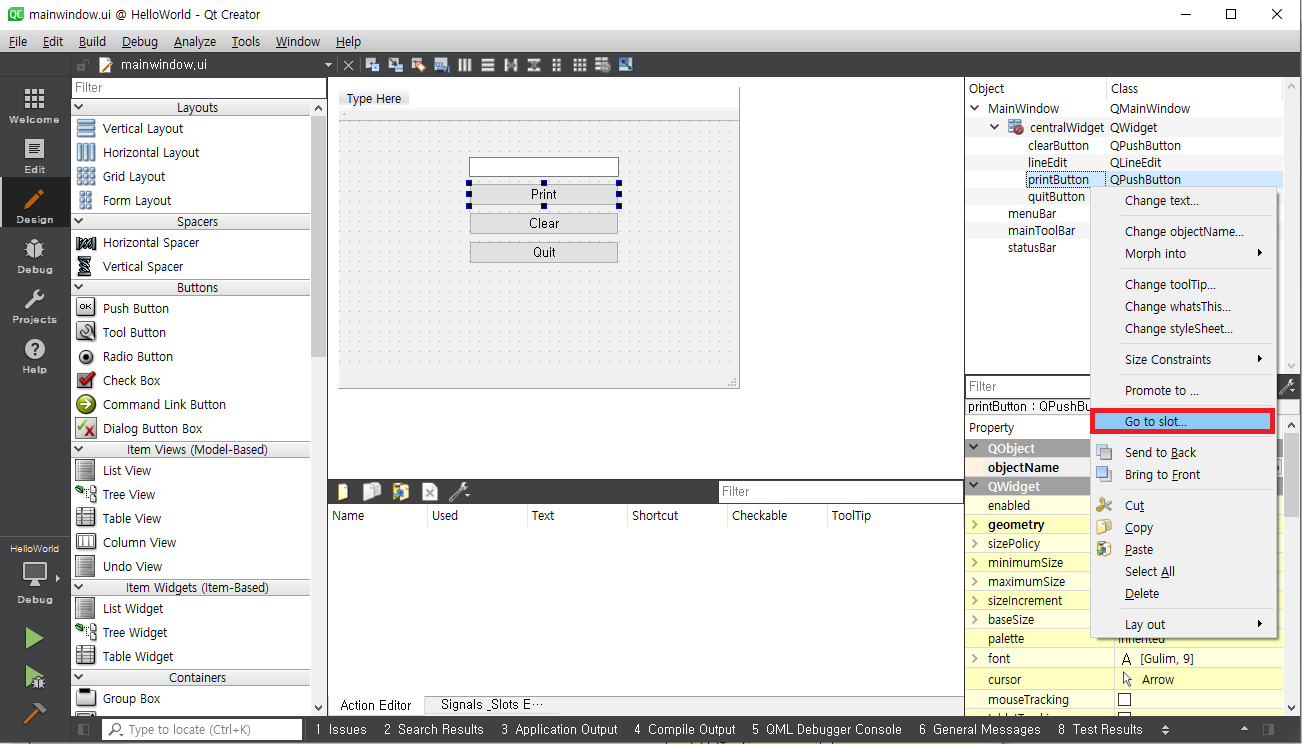 QC mainwindow.ui @ HelloWorld - Qt Creator
File Edit Build Debug Analyze Tools Window Help
mainwindow.ui
Welcome
Edit
Design
Debug
Projects
Help
HelloWorld
Debug
Filter
Layouts
Vertical Layout
Horizontal Layout
Grid Layout
Form Layout
Spacers
Horizontal Spacer
Vertical Spacer
Buttons
OK Push Button
Tool Button
Radio Button
Check Box
Command Link Button
Dialog Button Box
Item Views (Model-Based)
List View
Tree View
Table View
Column View
Undo View
Item Widgets (Item-Based)
List Widget
Tree Widget
Table Widget
Containers
Group Box
Type Here
Print
Clear
Quit
Filter
Name Used Text Shortcut Checkable ToolTip
Action Editor Signals _Slots E···
Object Class
MainWindow QMainWindow
centralWidget QWidget
clearButton QPushButton
lineEdit QLineEdit
printButton QPushButton
quitButton
menuBar
mainToolBar
statusBar
Change text...
Change objectName...
Morph into
Change toolTip...
Change whatsThis...
Change styleSheet...
Size Constraints
Promote to ...
Go to slot...
Send to Back
Bring to Front
Cut
Copy
Paste
Select All
Delete
Lay out
Filter
printButton : QPushBu
Property
QObject
objectName
QWidget
enabled
geometry
sizePolicy
minimumSize
maximumSize
sizeIncrement
baseSize
palette Inherited
font A [Gulim, 9]
cursor Arrow
mouseTracking
Type to locate (Ctrl+K) 1 Issues 2 Search Results 3 Application Output 4 Compile Output 5 QML Debugger Console 6 General Messages 8 Test Results